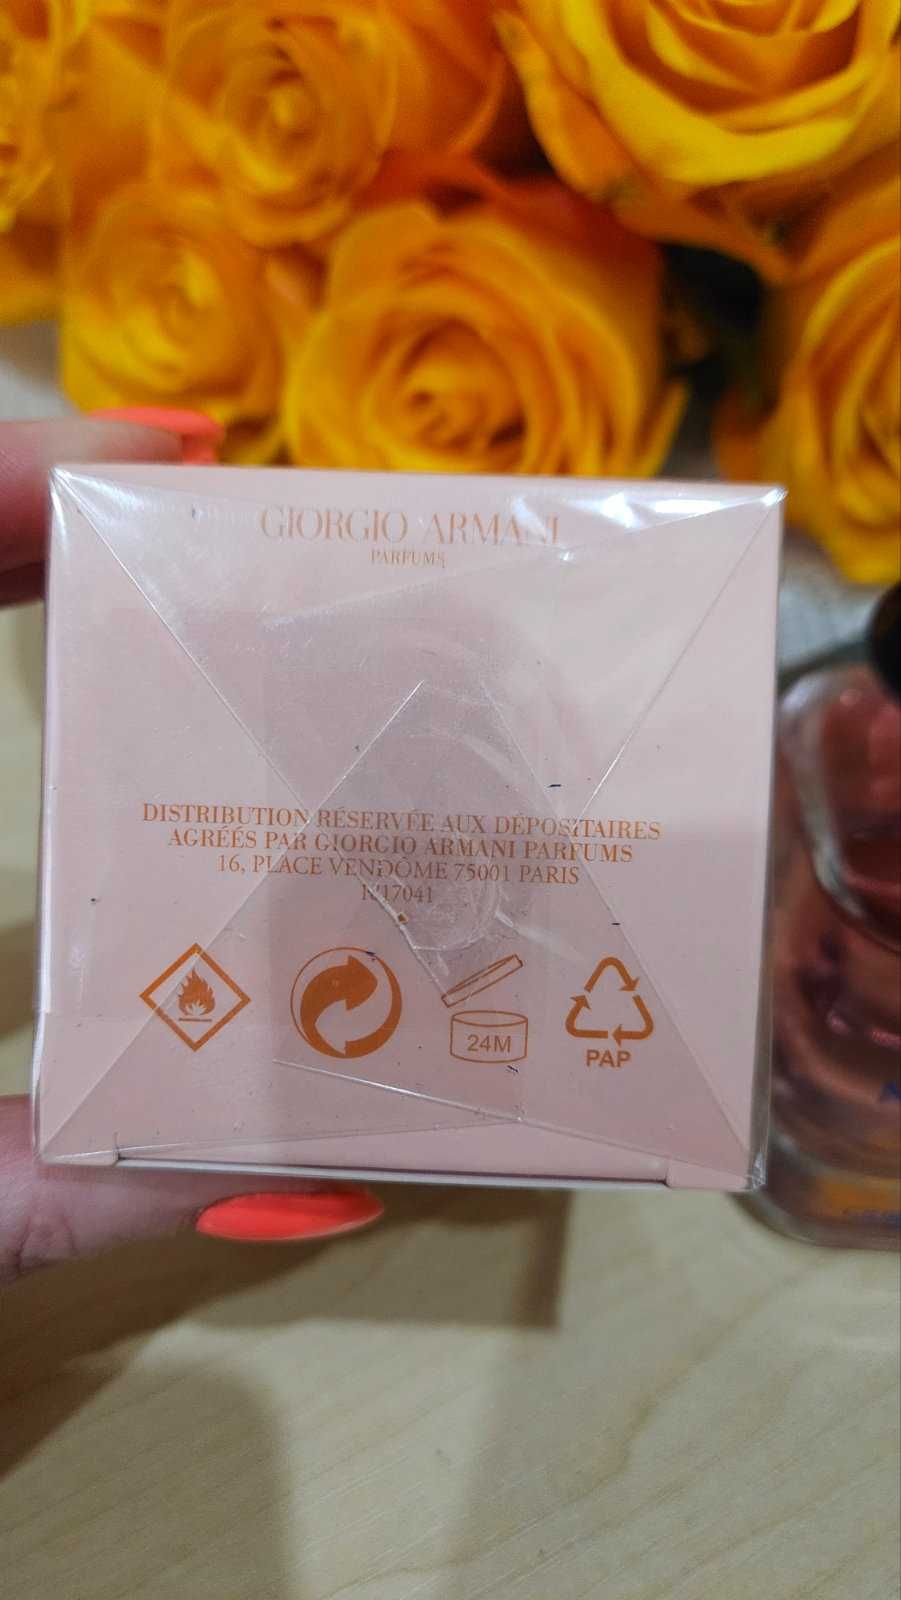 GIORGIO ARMANI
PARFUMS
DISTRIBUTION RÉSERVÉE AUX DÉPOSITAIRES
AGRÉÉS PAR GIORGIO ARMANI PARFUMS
16, PLACE VENDÔME 75001 PARIS
24M
PAP